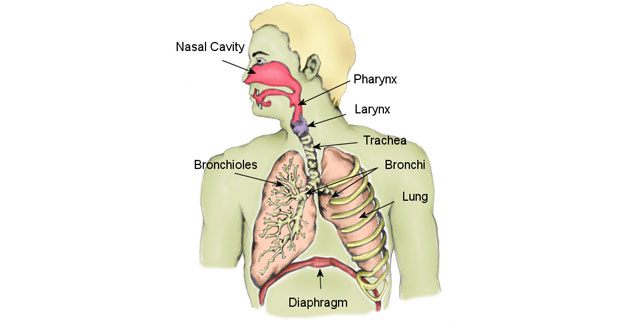 Nasal Cavity
Pharynx
Larynx
Trachea
Bronchioles
Bronchi
Lung
Diaphragm